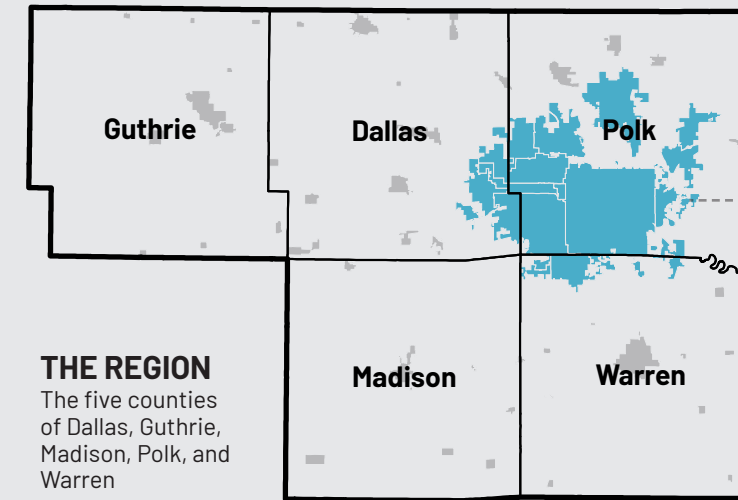 Guthrie
Dallas
Polk
Madison
Warren
THE REGION
The five counties
of Dallas, Guthrie,
Madison, Polk, and
Warren